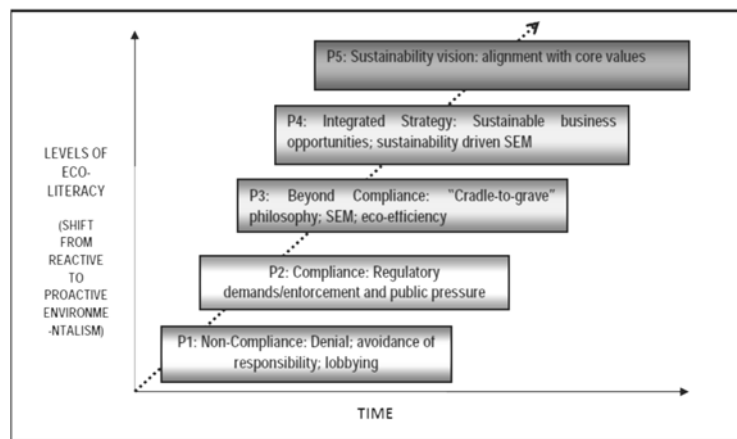 P5: Sustainability vision: alignment with core values
P4: Integrated Strategy: Sustainable business
opportunities; sustainability driven SEM
LEVELS OF
ECO-
LITERACY
(SHIFT
FROM
REACTIVE
TO
PROACTIVE
ENVIRONME
-NTALISM)
P3: Beyond Compliance: "Cradle-to-grave"
philosophy; SEM; eco-efficiency
P2: Compliance: Regulatory
demands/enforcement and public pressure
P1: Non-Compliance: Denial; avoidance of
responsibility; lobbying
TIME